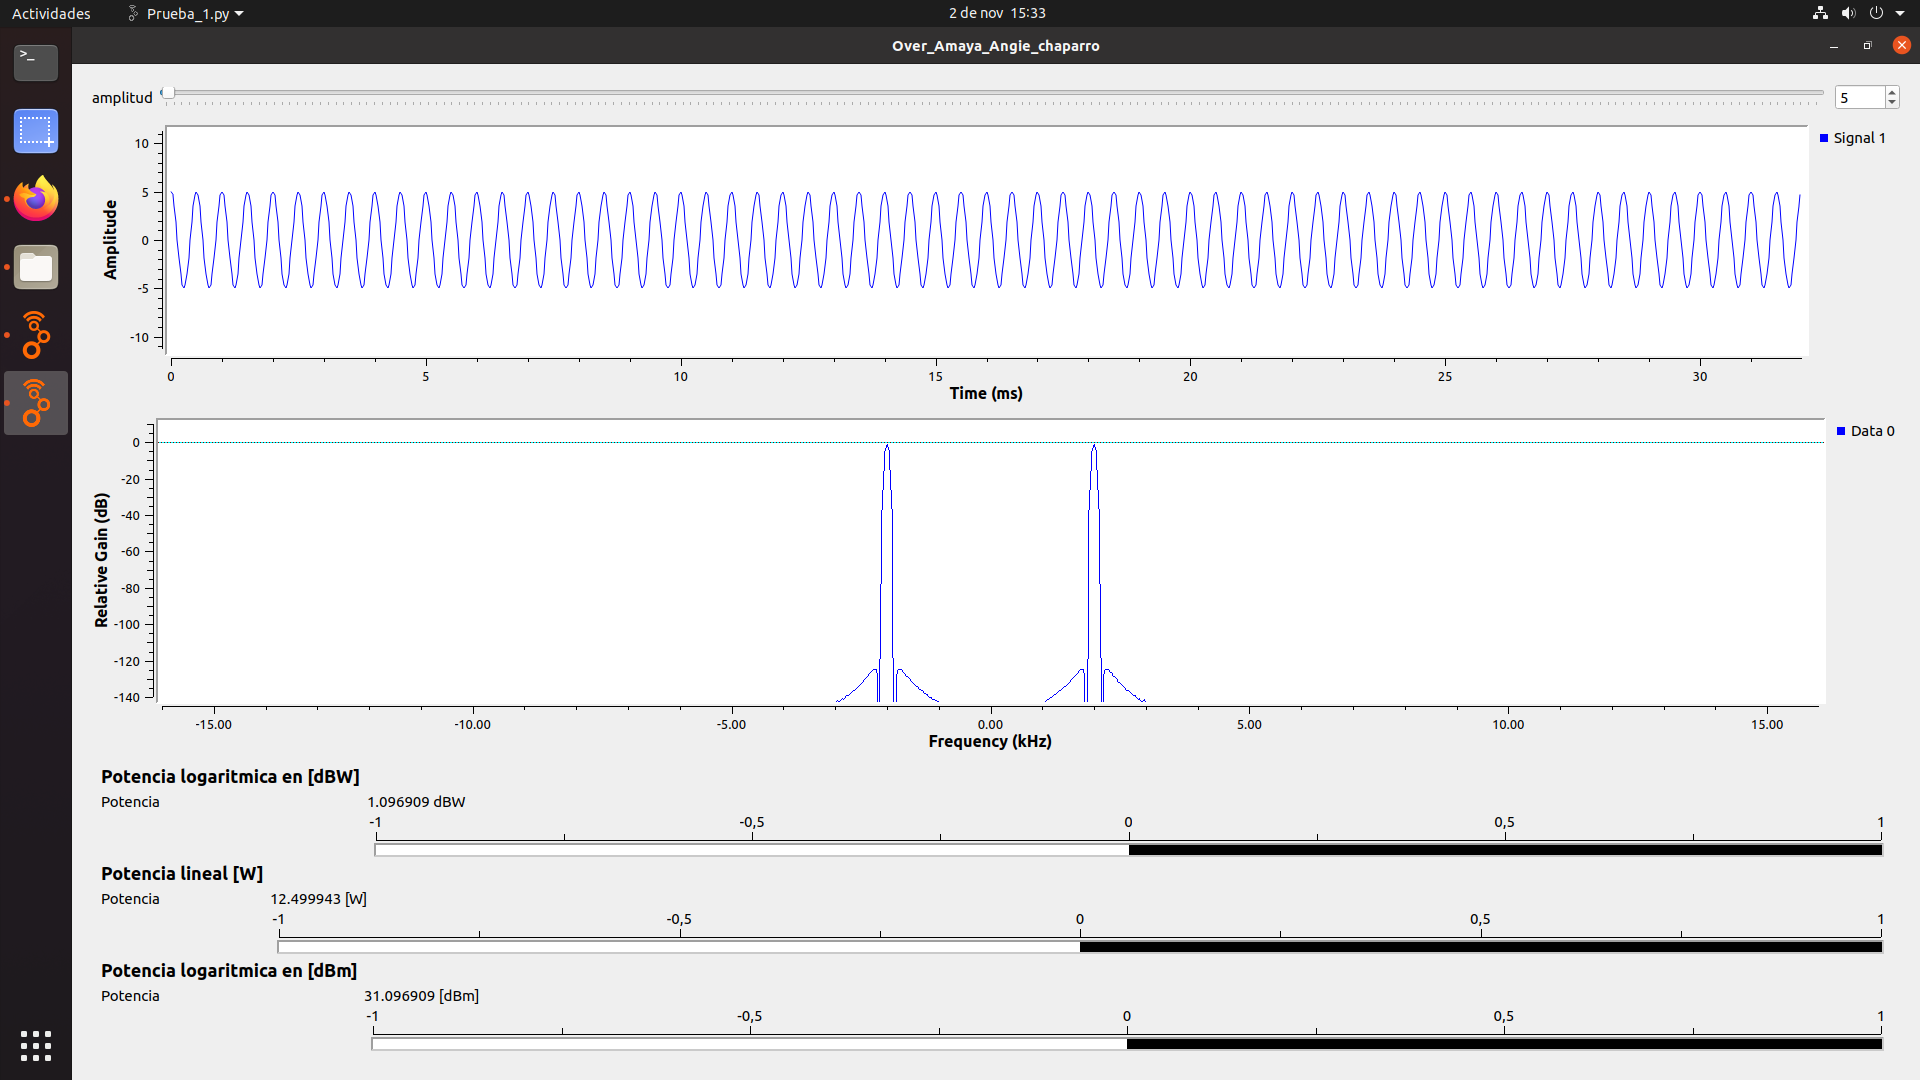 Actividades
Prueba_1.py
2 de nov 15:33
Over_Amaya_Angie_chaparro
amplitud
5
Signal 1
Amplitude
10
5
0
-5
-10
0 5 10 15 20 25 30
Time (ms)
Data 0
Relative Gain (dB)
0
-20
-40
-60
-80
-100
-120
-140
-15.00 -10.00 -5.00 0.00 5.00 10.00 15.00
Frequency (kHz)
Potencia logaritmica en [dBW]
Potencia 1.096909 dBW
-1 -0,5 0 0,5 1
Potencia lineal [W]
Potencia 12.499943 [W]
-1 -0,5 0 0,5 1
Potencia logaritmica en [dBm]
Potencia 31.096909 [dBm]
-1 -0,5 0 0,5 1